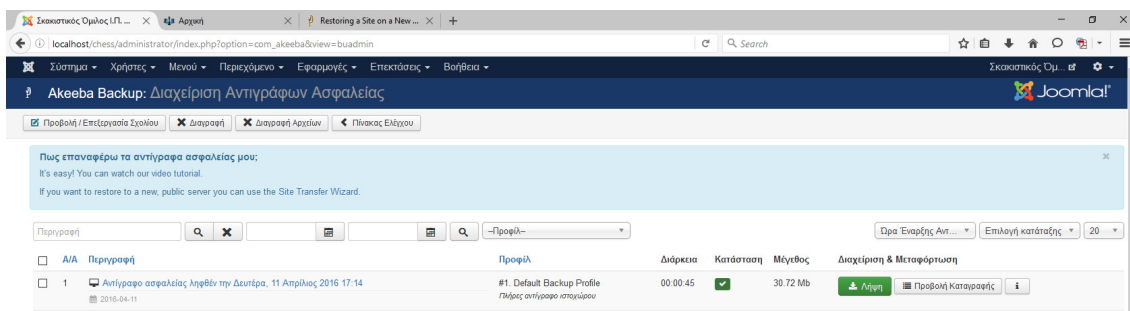 Σκακιστικός Όμιλος Ι.Π. ... Αρχική Restoring a Site on a New ...
localhost/chess/administrator/index.php?option=com_akeeba&view=buadmin Search
Σύστημα Χρήστες Μενού Περιεχόμενο Εφαρμογές Επεκτάσεις Βοήθεια Σκακιστικός Όμ...
Akeeba Backup: Διαχείριση Αντιγράφων Ασφαλείας Joomla!
Προβολή / Επεξεργασία Σχολίου Διαγραφή Διαγραφή Αρχείων Πίνακας Ελέγχου
Πως επαναφέρω τα αντίγραφα ασφαλείας μου;
It's easy! You can watch our video tutorial.
If you want to restore to a new, public server you can use the Site Transfer Wizard.
Περιγραφή –Προφίλ– Ώρα Έναρξης Αντ... Επιλογή κατάταξης 20
Α/Α Περιγραφή Προφίλ Διάρκεια Κατάσταση Μέγεθος Διαχείριση & Μεταφόρτωση
1 Αντίγραφο ασφαλείας ληφθέν την Δευτέρα, 11 Απρίλιος 2016 17:14 #1. Default Backup Profile 00:00:45 30.72 Mb Λήψη Προβολή Καταγραφής
2016-04-11 Πλήρες αντίγραφο ιστοχώρου